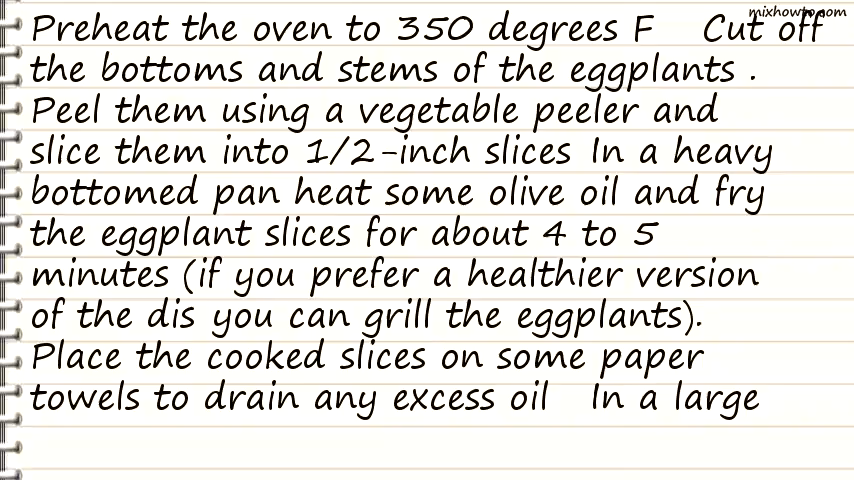 mixhowto.com
Preheat the oven to 350 degrees F    Cut off
the bottoms and stems of the eggplants .
Peel them using a vegetable peeler and
slice them into 1/2-inch slices  In a heavy
bottomed pan heat some olive oil and fry
the eggplant slices for about 4 to 5
minutes (if you prefer a healthier version
of the dis  you can grill the eggplants).
Place the cooked slices on some paper
towels to drain any excess oil    In a large